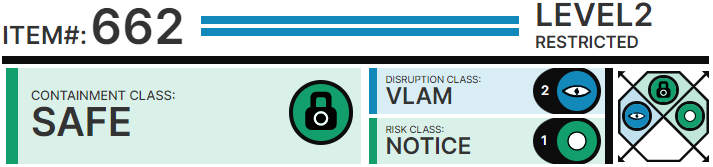 ITEM#: 662
LEVEL2
RESTRICTED
CONTAINMENT CLASS:
SAFE
DISRUPTION CLASS:
VLAM
2
RISK CLASS:
NOTICE
1